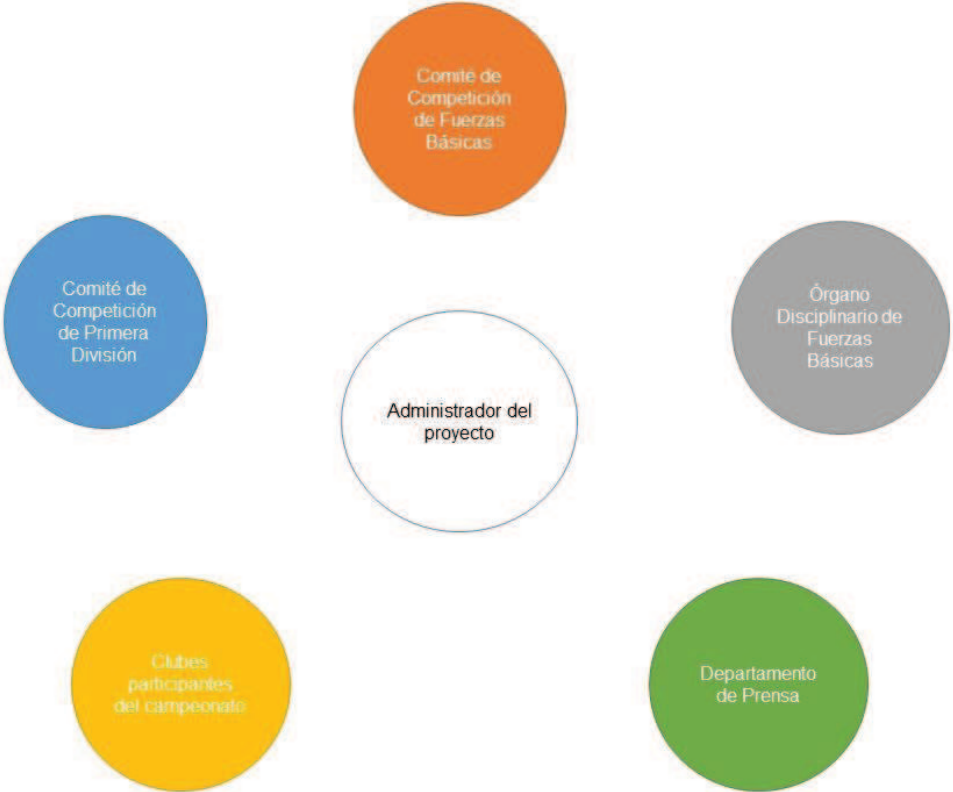 Comité de
Competición
de Fuerzas
Básicas
Comité de
Competición
de Primera
División
Órgano
Disciplinario de
Fuerzas
Básicas
Administrador del
proyecto
Clubes
participantes
del campeonato
Departamento
de Prensa